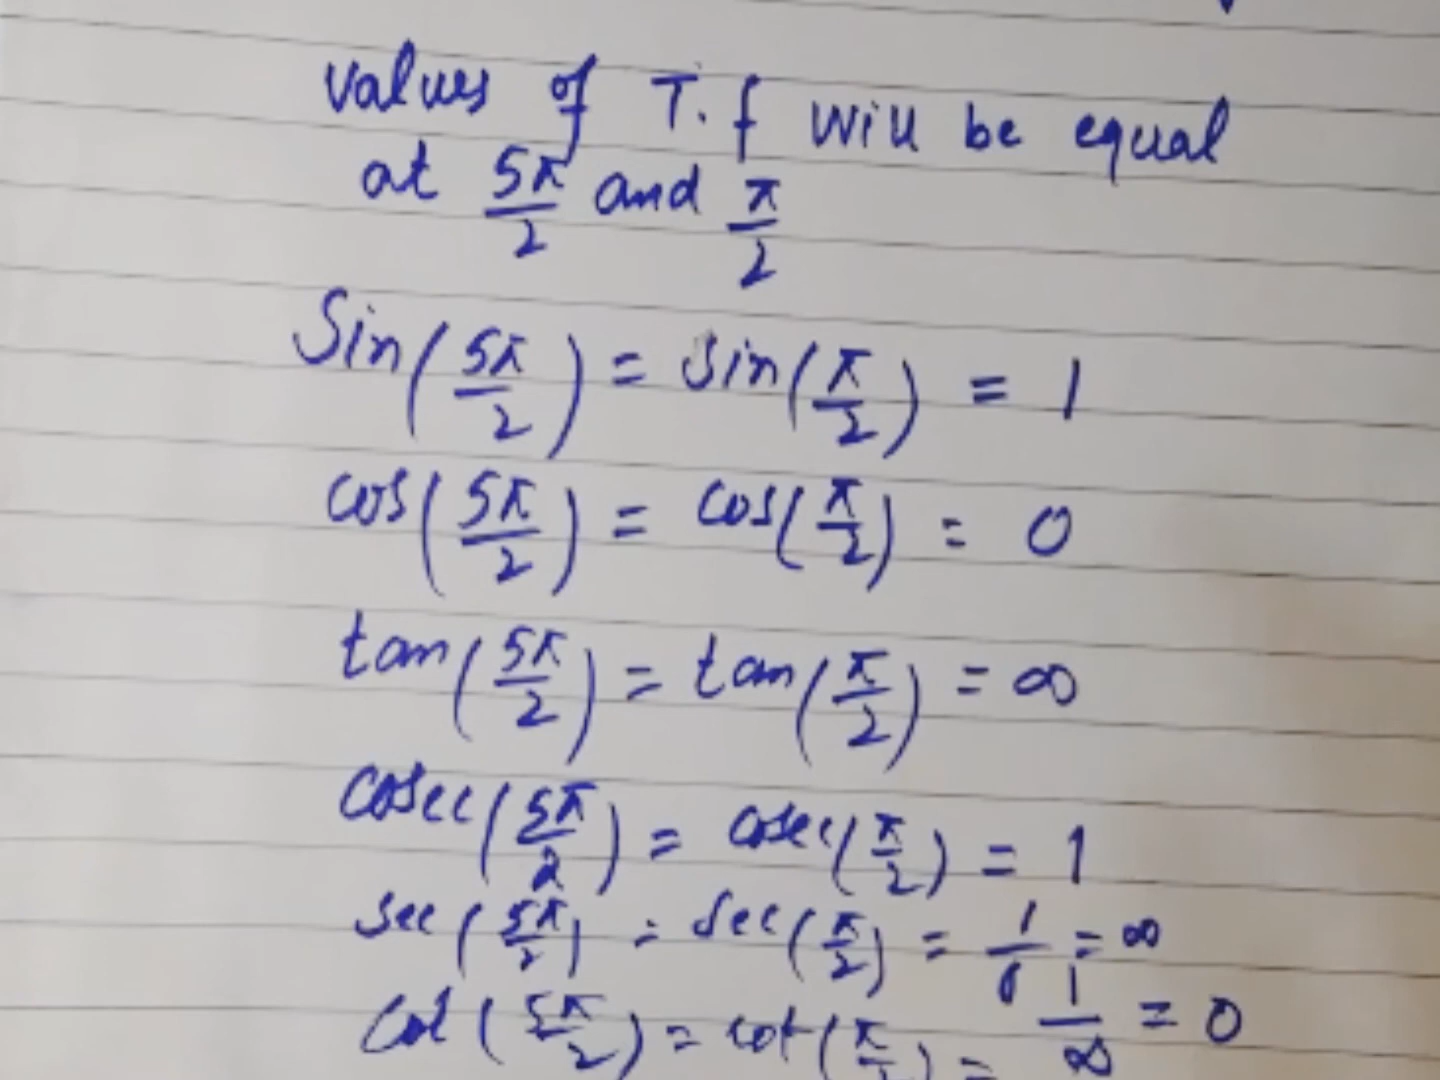 values of T.f will be equal
at 5π/2 and π/2
Sin(5π/2) = sin(π/2) = 1
cos(5π/2) = cos(π/2) = 0
tan(5π/2) = tan(π/2) = ∞
cosec(5π/2) = cosec(π/2) = 1
sec(5π/2) = sec(π/2) = 1/0 = ∞
cot(5π/2) = cot(π/2) = 1/∞ = 0